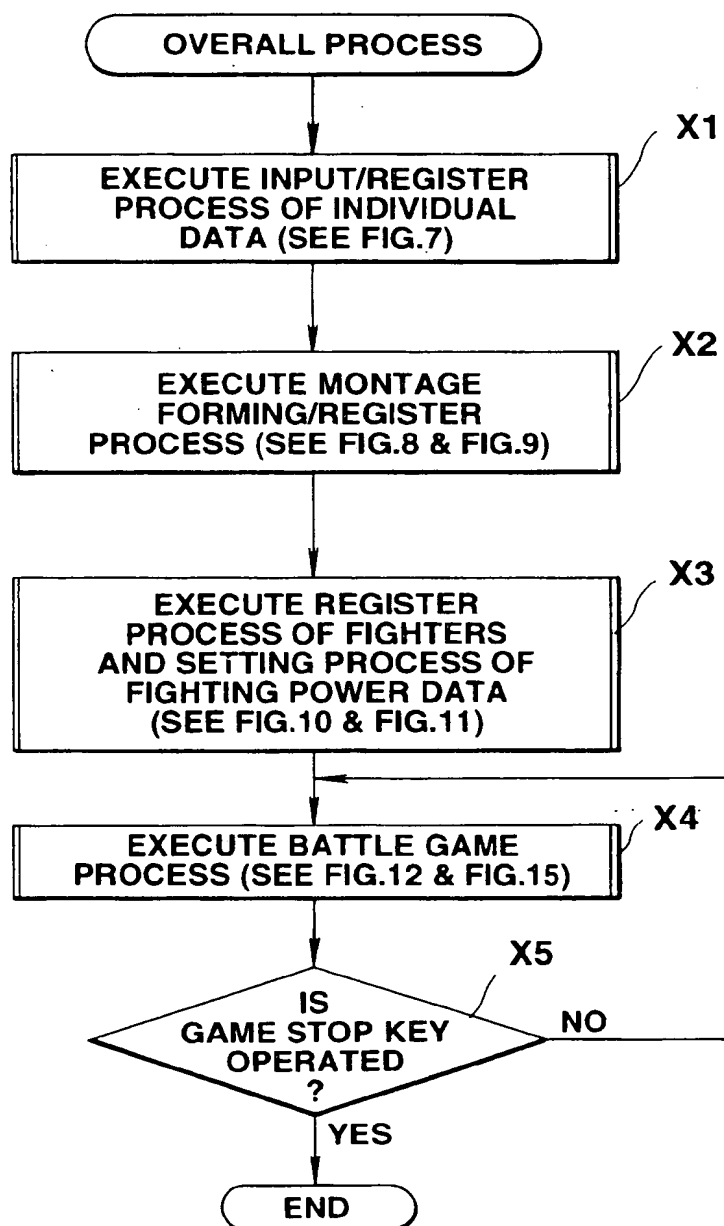 OVERALL PROCESS
X1
EXECUTE INPUT/REGISTER
PROCESS OF INDIVIDUAL
DATA (SEE FIG.7)
X2
EXECUTE MONTAGE
FORMING/REGISTER
PROCESS (SEE FIG.8 & FIG.9)
X3
EXECUTE REGISTER
PROCESS OF FIGHTERS
AND SETTING PROCESS OF
FIGHTING POWER DATA
(SEE FIG.10 & FIG.11)
X4
EXECUTE BATTLE GAME
PROCESS (SEE FIG.12 & FIG.15)
X5
IS
GAME STOP KEY
OPERATED
?
NO
YES
END